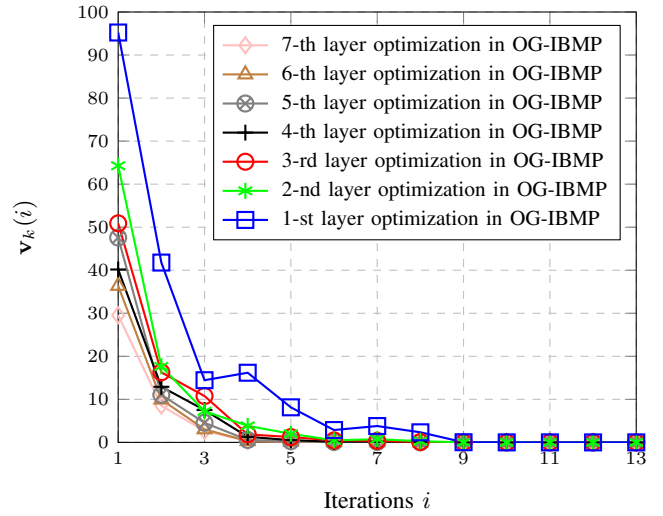 100
90
80
70
60
50
40
30
20
10
0
v_k(i)
7-th layer optimization in OG-IBMP
6-th layer optimization in OG-IBMP
5-th layer optimization in OG-IBMP
4-th layer optimization in OG-IBMP
3-rd layer optimization in OG-IBMP
2-nd layer optimization in OG-IBMP
1-st layer optimization in OG-IBMP
1 3 5 7 9 11 13
Iterations i